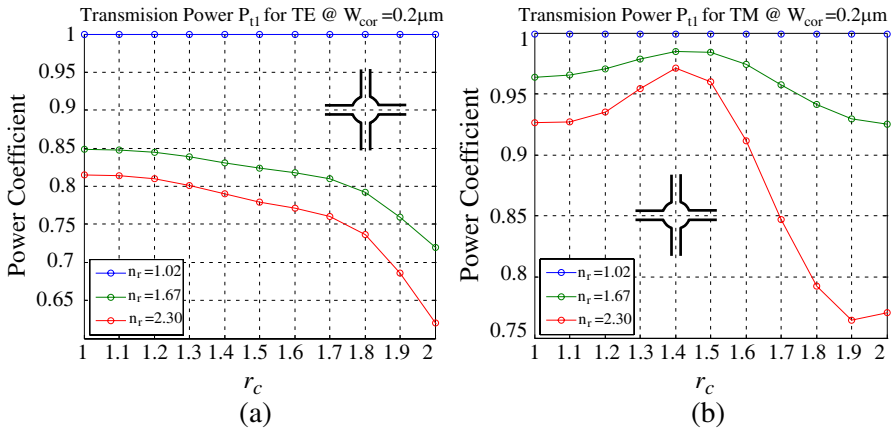 Transmision Power P_t1 for TE @ W_cor=0.2μm
Power Coefficient
1
0.95
0.9
0.85
0.8
0.75
0.7
0.65
n_r=1.02
n_r=1.67
n_r=2.30
1 1.1 1.2 1.3 1.4 1.5 1.6 1.7 1.8 1.9 2
r_c
(a)
Transmision Power P_t1 for TM @ W_cor=0.2μm
Power Coefficient
1
0.95
0.9
0.85
0.8
0.75
n_r=1.02
n_r=1.67
n_r=2.30
1 1.1 1.2 1.3 1.4 1.5 1.6 1.7 1.8 1.9 2
r_c
(b)